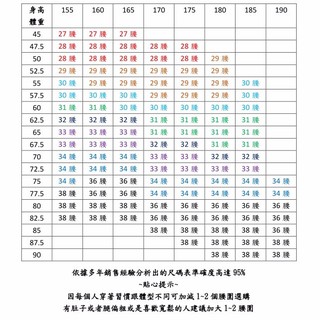 身高 155 160 165 170 175 180 185 190
體重
45 27 腰 27 腰 27 腰
47.5 28 腰 28 腰 28 腰 28 腰 28 腰
50 28 腰 28 腰 28 腰 28 腰 28 腰 29 腰
52.5 29 腰 29 腰 29 腰 29 腰 29 腰 29 腰
55 30 腰 29 腰 29 腰 29 腰 29 腰 29 腰 30 腰
57.5 30 腰 30 腰 30 腰 30 腰 30 腰 30 腰 30 腰
60 31 腰 31 腰 30 腰 30 腰 30 腰 31 腰 31 腰
62.5 32 腰 32 腰 31 腰 31 腰 31 腰 31 腰 31 腰
65 33 腰 33 腰 33 腰 31 腰 31 腰 31 腰 31 腰
67.5 33 腰 33 腰 33 腰 32 腰 32 腰 32 腰 32 腰
70 34 腰 34 腰 34 腰 33 腰 33 腰 32 腰 32 腰
72.5 34 腰 34 腰 34 腰 34 腰 33 腰 33 腰 33 腰
75 34 腰 36 腰 36 腰 34 腰 34 腰 34 腰 34 腰 34 腰
77.5 36 腰 36 腰 36 腰 34 腰 34 腰 34 腰 34 腰
80 36 腰 38 腰 38 腰 36 腰 36 腰 36 腰 36 腰 36 腰
82.5 38 腰 38 腰 38 腰 36 腰 36 腰 36 腰 36 腰
85 38 腰 38 腰 36 腰 36 腰 36 腰
87.5 38 腰 38 腰 38 腰
90 38 腰 38 腰 38 腰
依據多年銷售經驗分析出的尺碼表準確度高達 95%
~貼心提示~
因每個人穿著習慣跟體型不同可加減 1-2 個腰圍選購
有肚子或者腿偏粗或是喜歡寬鬆的人建議加大 1-2 腰圍